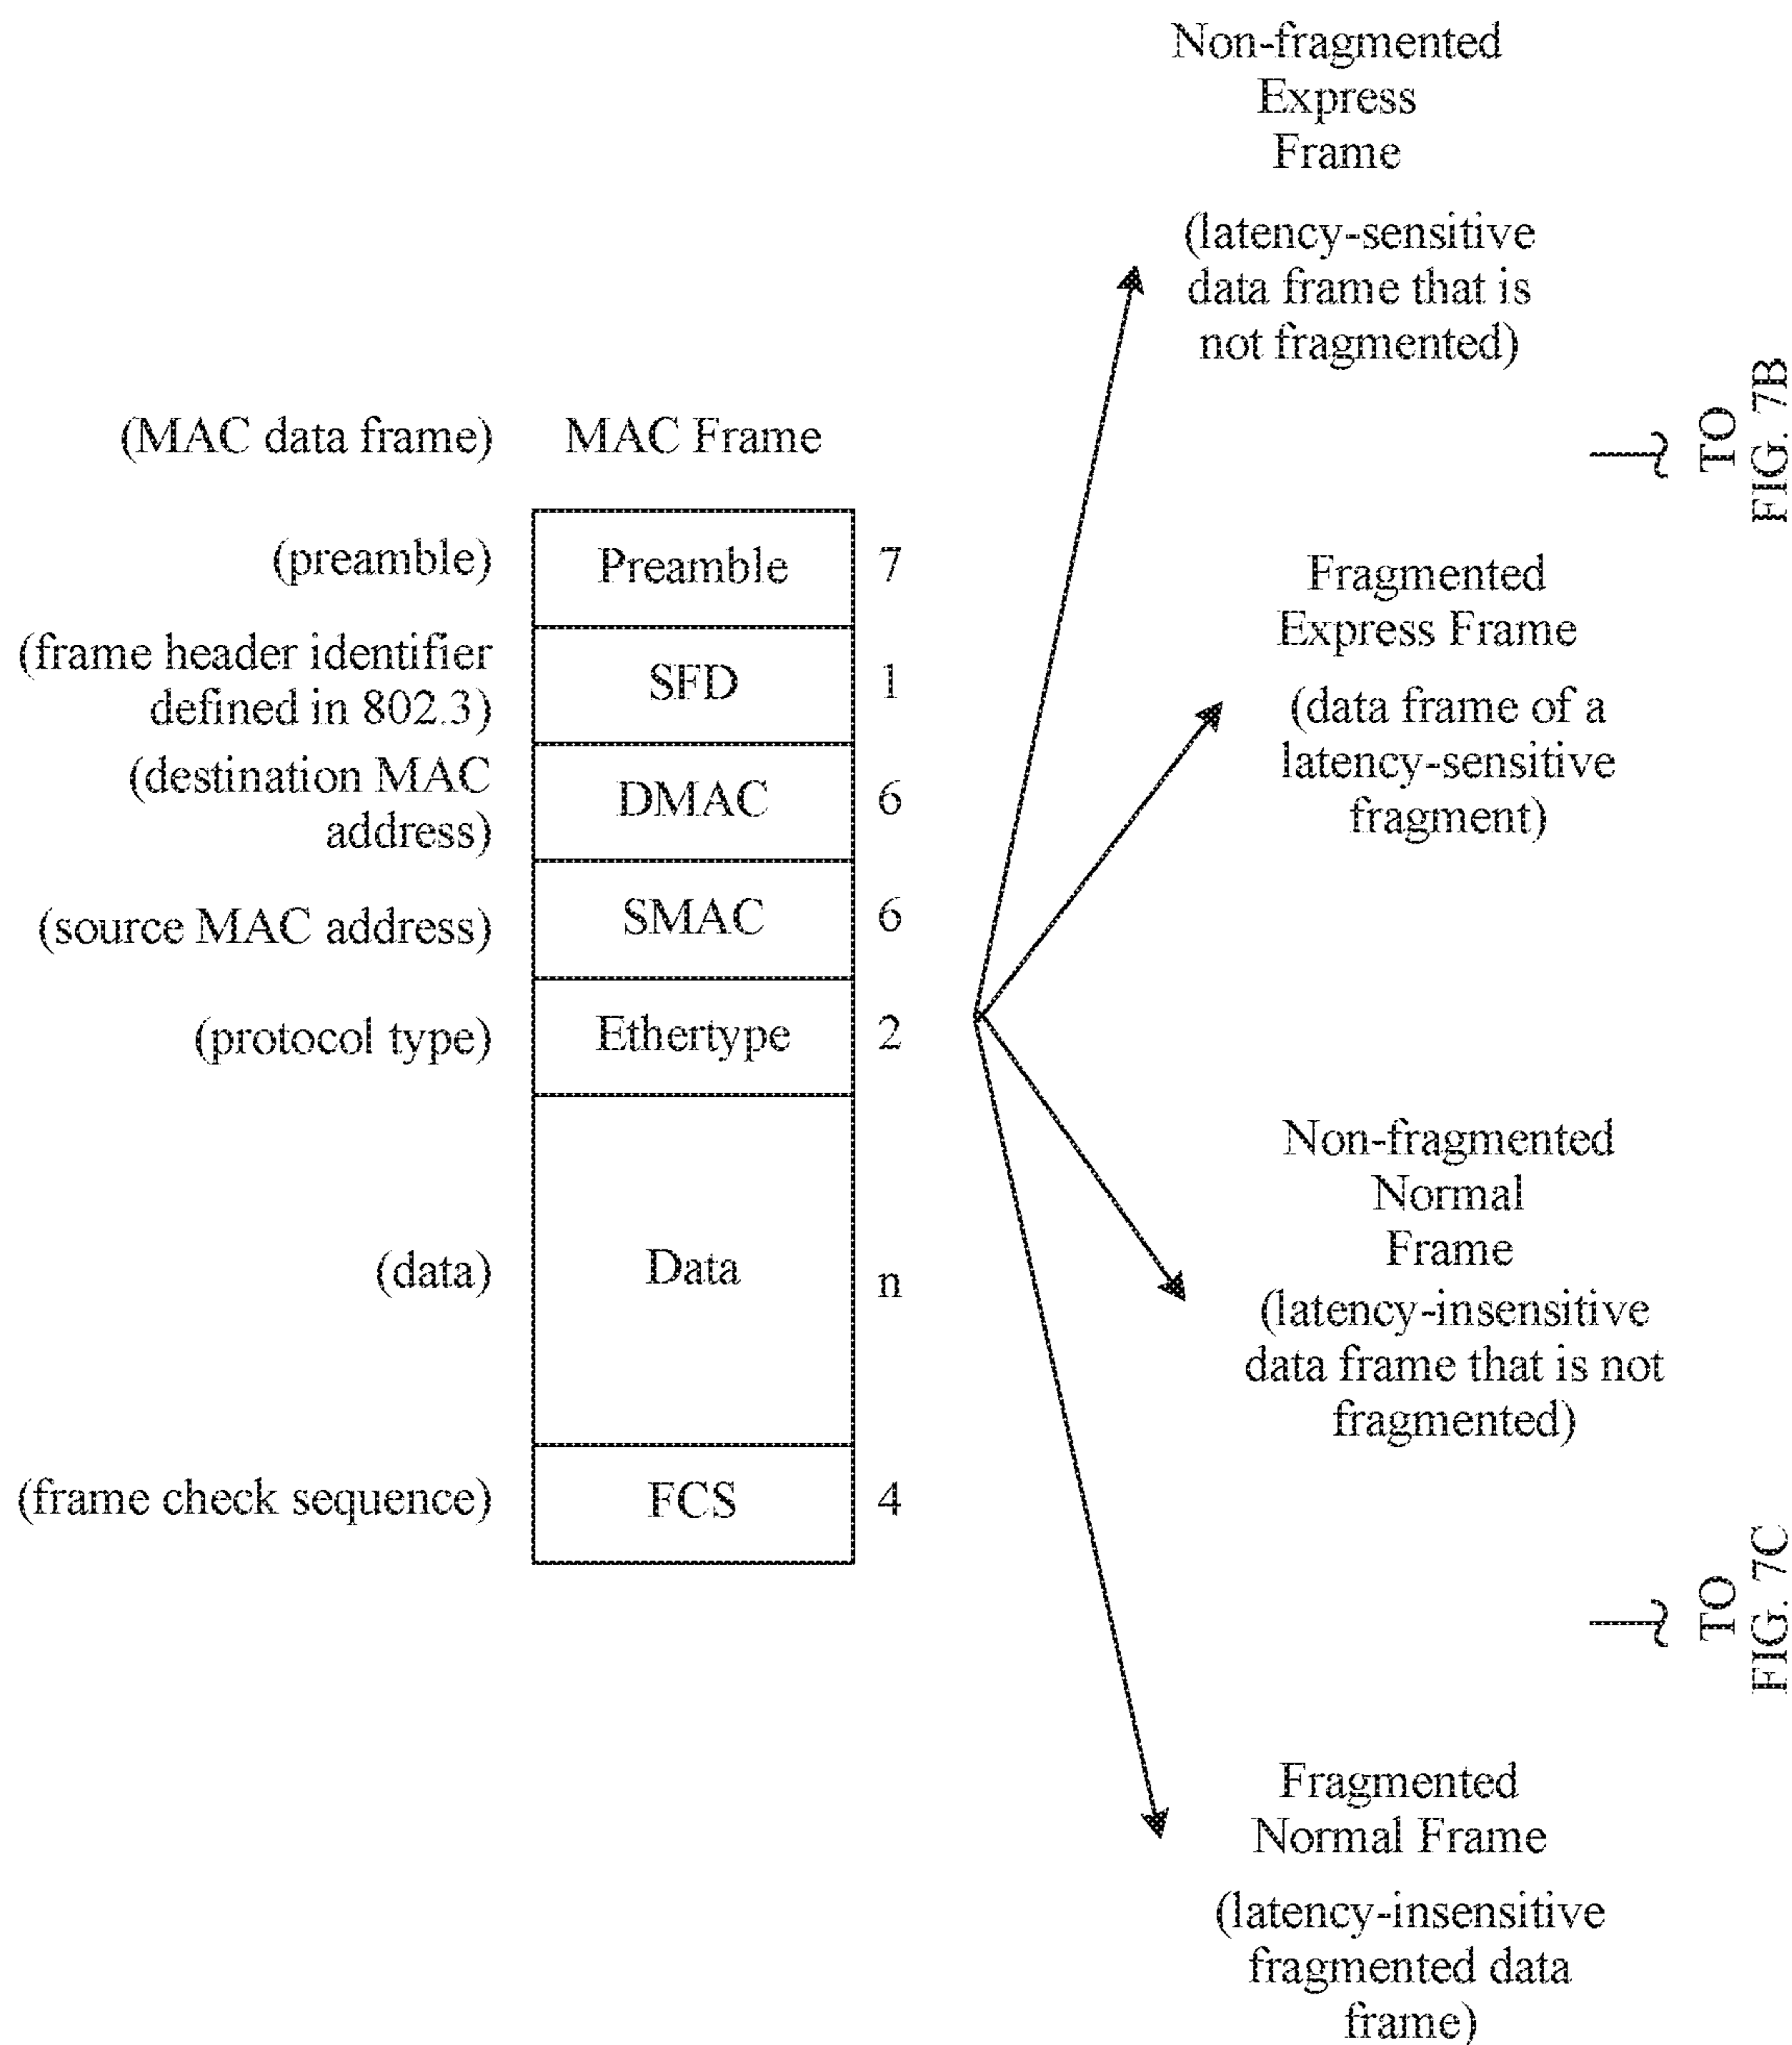 (MAC data frame) MAC Frame
(preamble) Preamble 7
(frame header identifier
defined in 802.3) SFD 1
(destination MAC
address) DMAC 6
(source MAC address) SMAC 6
(protocol type) Ethertype 2
(data) Data n
(frame check sequence) FCS 4
Non-fragmented
Express
Frame
(latency-sensitive
data frame that is
not fragmented)
TO
FIG. 7B
Fragmented
Express Frame
(data frame of a
latency-sensitive
fragment)
Non-fragmented
Normal
Frame
(latency-insensitive
data frame that is not
fragmented)
TO
FIG. 7C
Fragmented
Normal Frame
(latency-insensitive
fragmented data
frame)